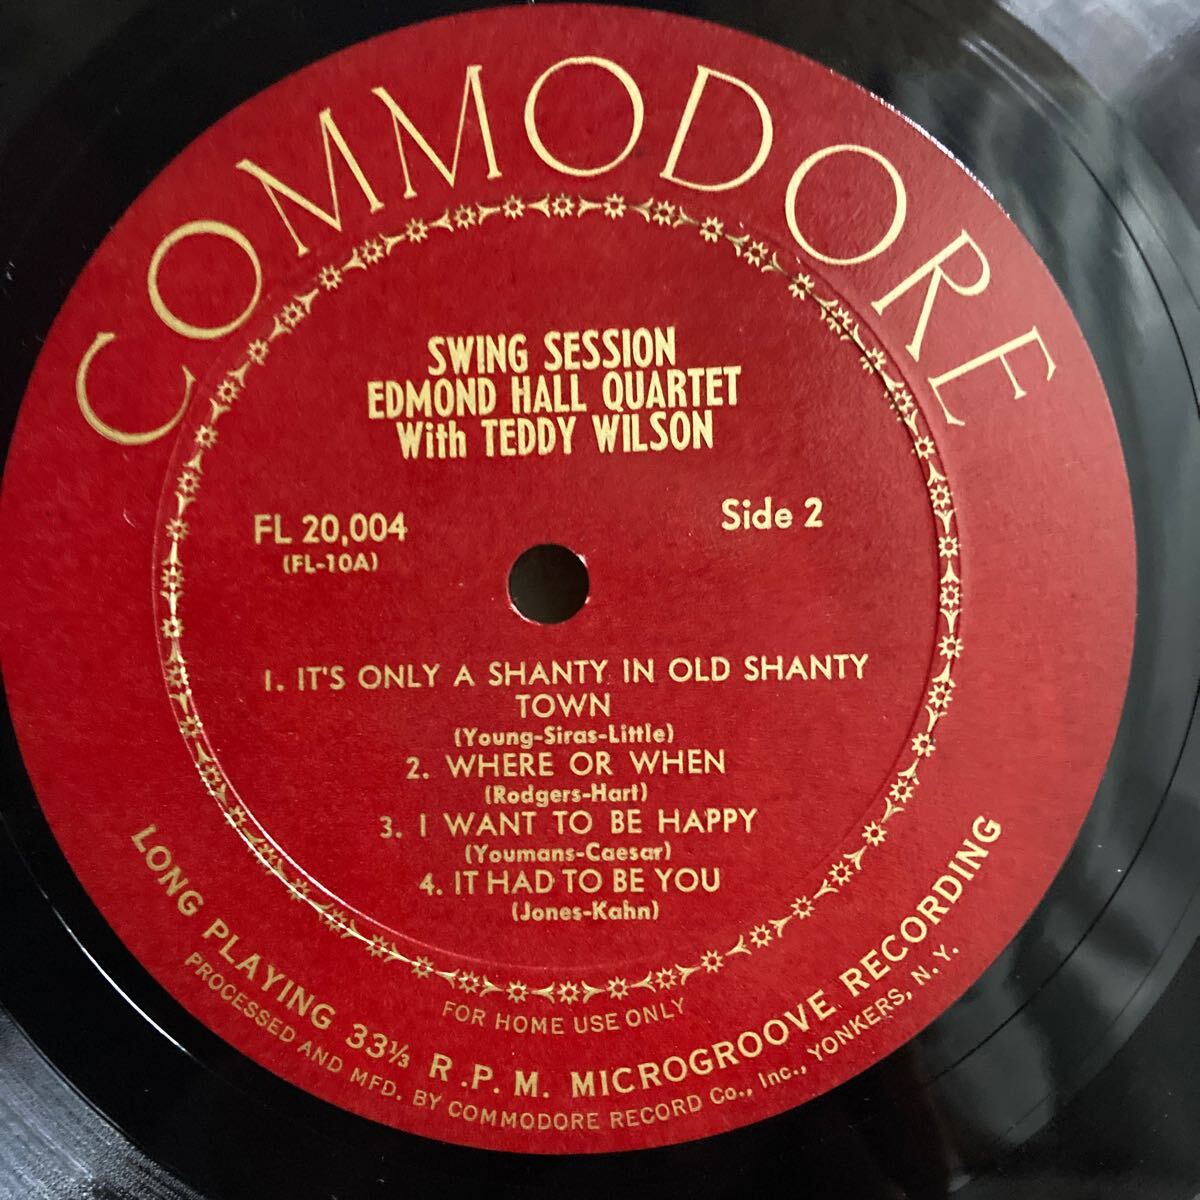 COMMODORE
SWING SESSION
EDMOND HALL QUARTET
With TEDDY WILSON
FL 20,004
(FL-10A)
Side 2
1. IT'S ONLY A SHANTY IN OLD SHANTY
TOWN
(Young-Siras-Little)
2. WHERE OR WHEN
(Rodgers-Hart)
3. I WANT TO BE HAPPY
(Youmans-Caesar)
4. IT HAD TO BE YOU
(Jones-Kahn)
FOR HOME USE ONLY
LONG PLAYING 33⅓ R.P.M. MICROGROOVE RECORDING
PROCESSED AND MFD. BY COMMODORE RECORD Co., Inc., YONKERS, N.Y.